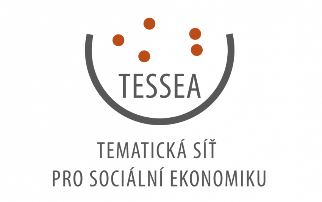 TESSEA
TEMATICKÁ SÍŤ
PRO SOCIÁLNÍ EKONOMIKU